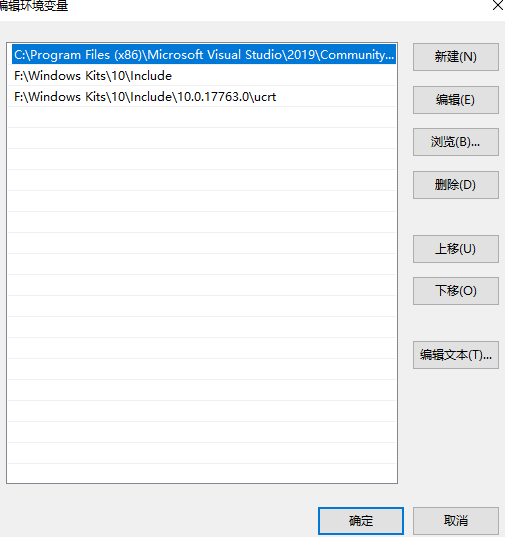 编辑环境变量
C:\Program Files (x86)\Microsoft Visual Studio\2019\Community...
F:\Windows Kits\10\Include
F:\Windows Kits\10\Include\10.0.17763.0\ucrt
新建(N)
编辑(E)
浏览(B)...
删除(D)
上移(U)
下移(O)
编辑文本(T)...
确定
取消